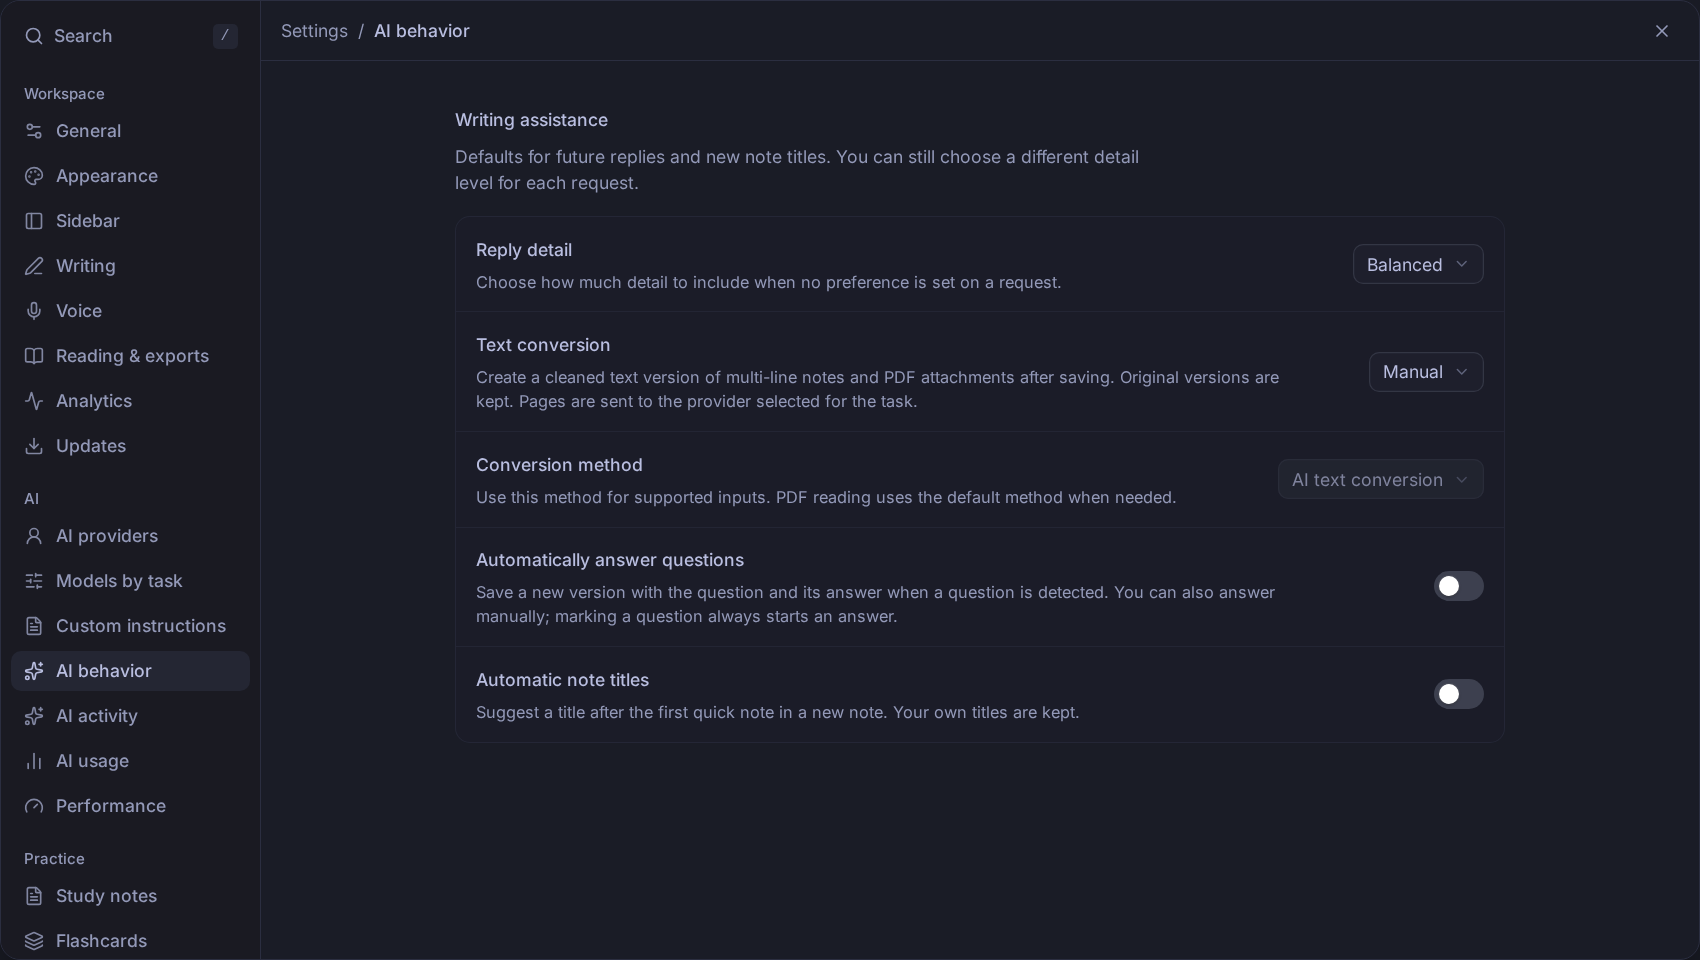 Search /
Workspace
General
Appearance
Sidebar
Writing
Voice
Reading & exports
Analytics
Updates
AI
AI providers
Models by task
Custom instructions
AI behavior
AI activity
AI usage
Performance
Practice
Study notes
Flashcards
Settings / AI behavior
Writing assistance
Defaults for future replies and new note titles. You can still choose a different detail
level for each request.
Reply detail
Choose how much detail to include when no preference is set on a request.
Balanced
Text conversion
Create a cleaned text version of multi-line notes and PDF attachments after saving. Original versions are
kept. Pages are sent to the provider selected for the task.
Manual
Conversion method
Use this method for supported inputs. PDF reading uses the default method when needed.
AI text conversion
Automatically answer questions
Save a new version with the question and its answer when a question is detected. You can also answer
manually; marking a question always starts an answer.
Automatic note titles
Suggest a title after the first quick note in a new note. Your own titles are kept.